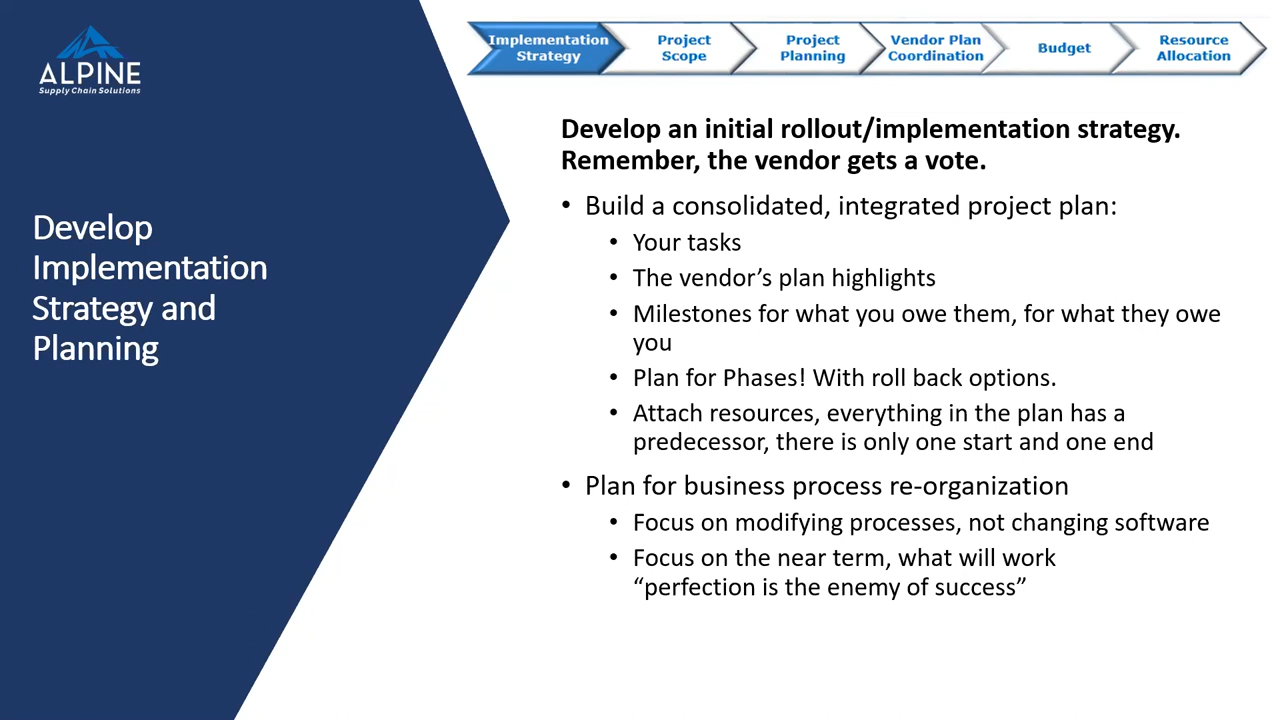 ALPINE
Supply Chain Solutions
Implementation
Strategy
Project
Scope
Project
Planning
Vendor Plan
Coordination
Budget
Resource
Allocation
Develop
Implementation
Strategy and
Planning
Develop an initial rollout/implementation strategy.
Remember, the vendor gets a vote.
• Build a consolidated, integrated project plan:
• Your tasks
• The vendor’s plan highlights
• Milestones for what you owe them, for what they owe
you
• Plan for Phases! With roll back options.
• Attach resources, everything in the plan has a
predecessor, there is only one start and one end
• Plan for business process re-organization
• Focus on modifying processes, not changing software
• Focus on the near term, what will work
“perfection is the enemy of success”